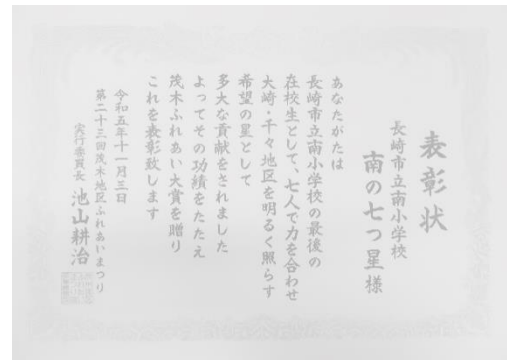 表彰状
長崎市立南小学校
南の七つ星様
あなたがたは
長崎市立南小学校の最後の
在校生として、七人で力を合わせ
大崎・千々地区を明るく照らす
希望の星として
多大な貢献をされました
よってその功績をたたえ
茂木ふれあい大賞を贈り
これを表彰致します
令和五年十一月三日
第二十三回茂木地区ふれあいまつり
実行委員長 池山耕治